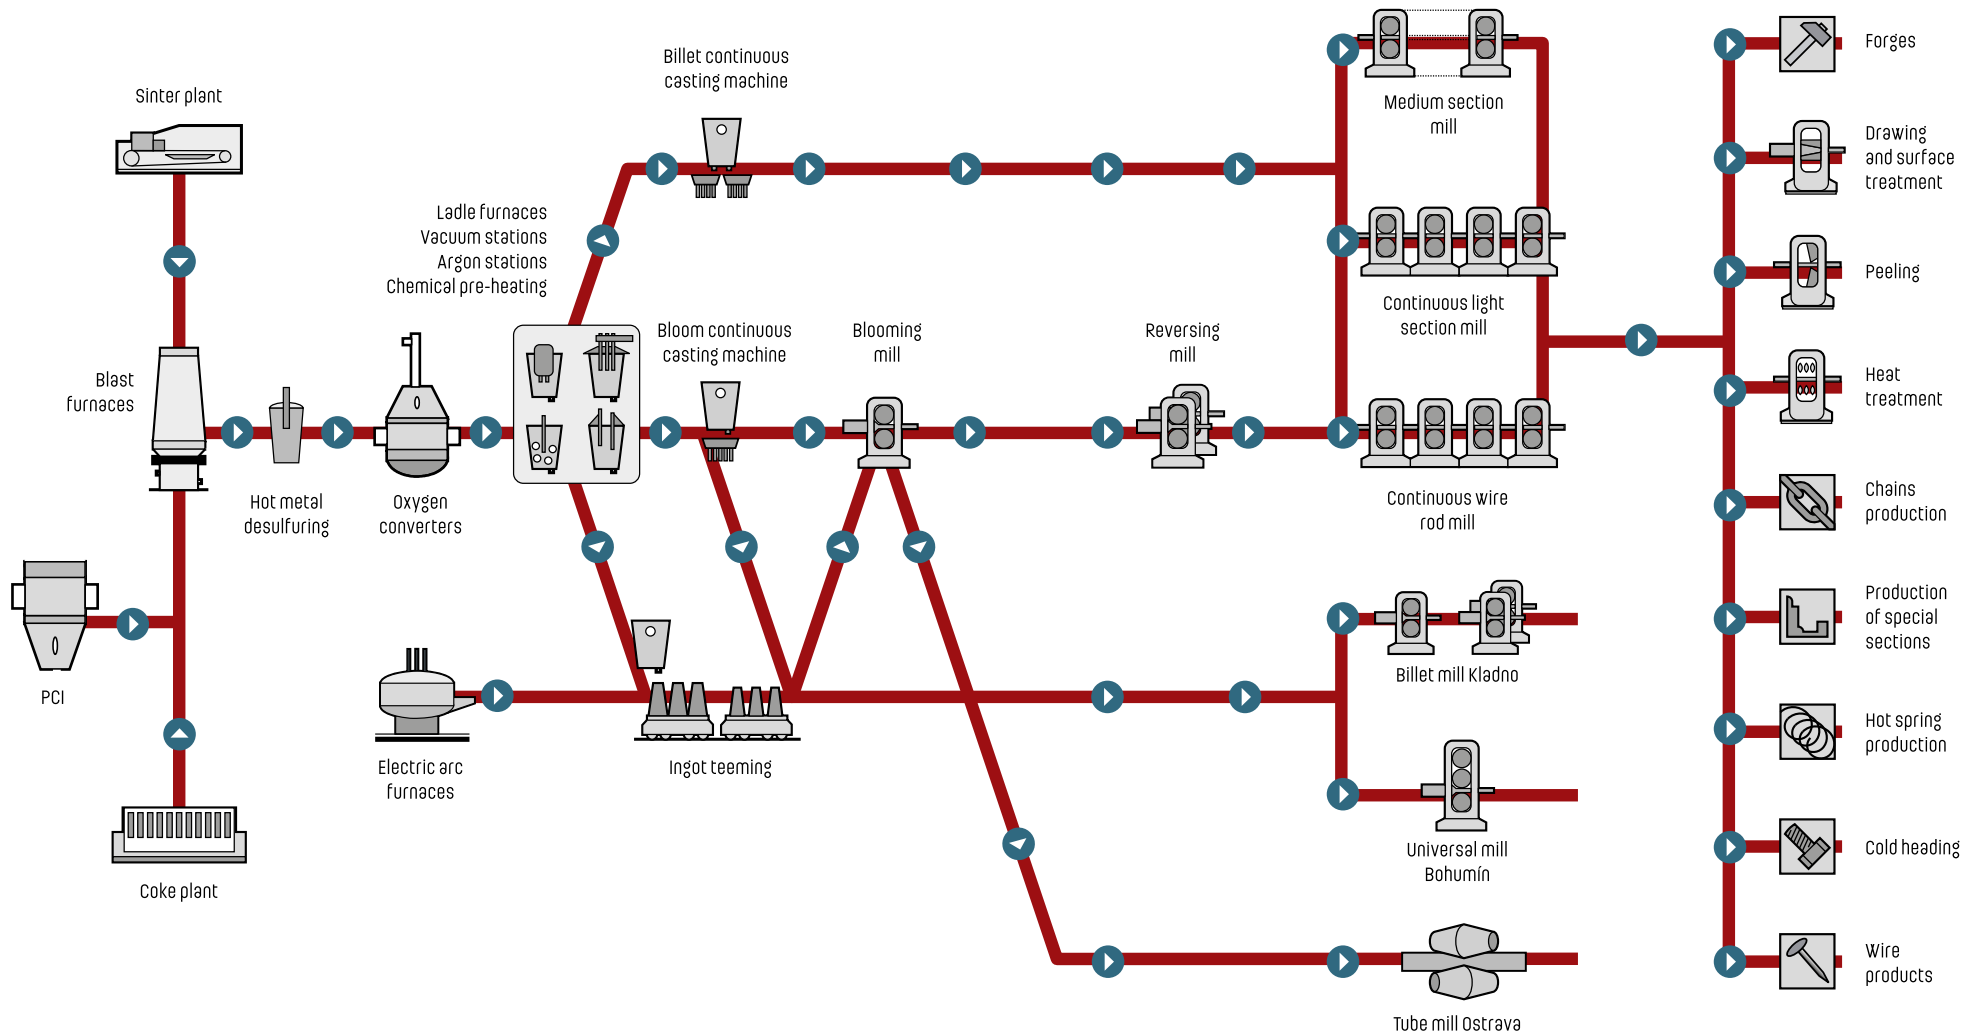 Sinter plant
Blast
furnaces
PCI
Coke plant
Hot metal
desulfuring
Oxygen
converters
Ladle furnaces
Vacuum stations
Argon stations
Chemical pre-heating
Electric arc
furnaces
Billet continuous
casting machine
Bloom continuous
casting machine
Ingot teeming
Blooming
mill
Reversing
mill
Medium section
mill
Continuous light
section mill
Continuous wire
rod mill
Billet mill Kladno
Universal mill
Bohumín
Tube mill Ostrava
Forges
Drawing
and surface
treatment
Peeling
Heat
treatment
Chains
production
Production
of special
sections
Hot spring
production
Cold heading
Wire
products